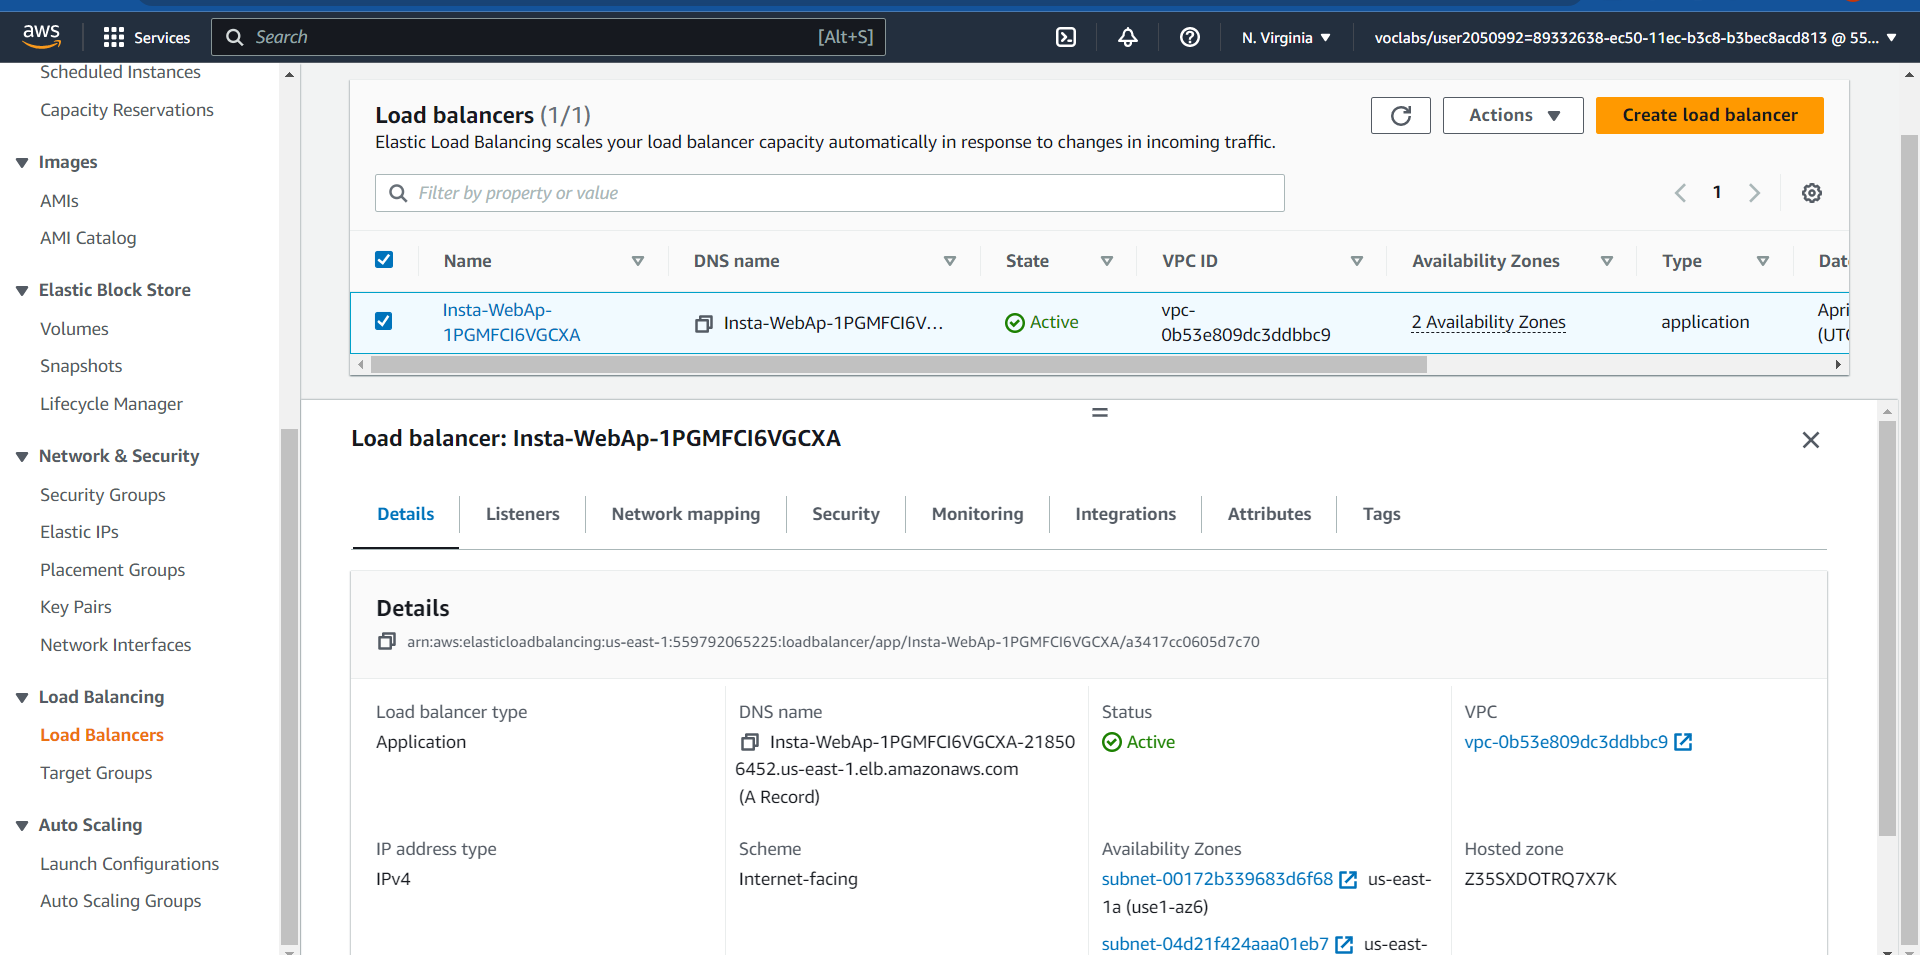 aws
Services
Search
[Alt+S]
N. Virginia
voclabs/user2050992=89332638-ec50-11ec-b3c8-b3bec8acd813 @ 55...
Scheduled Instances
Capacity Reservations
Images
AMIs
AMI Catalog
Elastic Block Store
Volumes
Snapshots
Lifecycle Manager
Network & Security
Security Groups
Elastic IPs
Placement Groups
Key Pairs
Network Interfaces
Load Balancing
Load Balancers
Target Groups
Auto Scaling
Launch Configurations
Auto Scaling Groups
Load balancers (1/1)
Elastic Load Balancing scales your load balancer capacity automatically in response to changes in incoming traffic.
Actions
Create load balancer
Filter by property or value
1
Name
DNS name
State
VPC ID
Availability Zones
Type
Dat
Insta-WebAp-
1PGMFCI6VGCXA
Insta-WebAp-1PGMFCI6V...
Active
vpc-
0b53e809dc3ddbbc9
2 Availability Zones
application
Apri
(UTC
Load balancer: Insta-WebAp-1PGMFCI6VGCXA
Details
Listeners
Network mapping
Security
Monitoring
Integrations
Attributes
Tags
Details
arn:aws:elasticloadbalancing:us-east-1:559792065225:loadbalancer/app/Insta-WebAp-1PGMFCI6VGCXA/a3417cc0605d7c70
Load balancer type
Application
DNS name
Insta-WebAp-1PGMFCI6VGCXA-21850
6452.us-east-1.elb.amazonaws.com
(A Record)
Status
Active
VPC
vpc-0b53e809dc3ddbbc9
IP address type
IPv4
Scheme
Internet-facing
Availability Zones
subnet-00172b339683d6f68 us-east-
1a (use1-az6)
subnet-04d21f424aaa01eb7 us-east-
Hosted zone
Z35SXDOTRQ7X7K